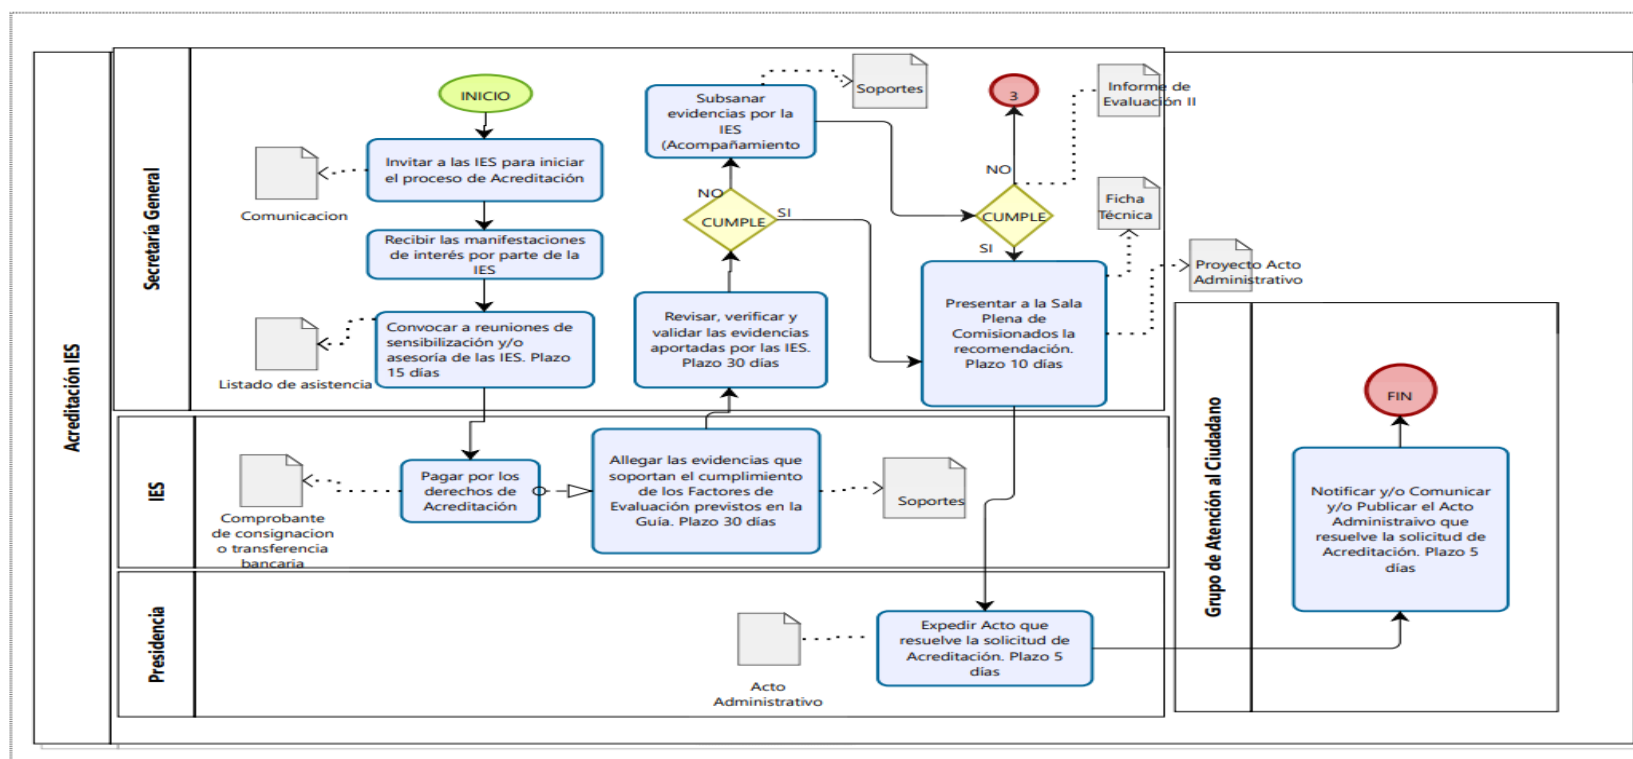 Acreditación IES
Secretaría General
INICIO
Invitar a las IES para iniciar
el proceso de Acreditación
Comunicacion
Recibir las manifestaciones
de interés por parte de la
IES
Convocar a reuniones de
sensibilización y/o
asesoría de las IES. Plazo
15 días
Listado de asistencia
Subsanar
evidencias por la
IES
(Acompañamiento
Soportes
NO
CUMPLE
SI
Revisar, verificar y
validar las evidencias
aportadas por las IES.
Plazo 30 días
3
Informe de
Evaluación II
NO
CUMPLE
SI
Ficha
Técnica
Proyecto Acto
Administrativo
Presentar a la Sala
Plena de
Comisionados la
recomendación.
Plazo 10 días
IES
Pagar por los
derechos de
Acreditación
Comprobante
de consignacion
o transferencia
bancaria
Allegar las evidencias que
soportan el cumplimiento
de los Factores de
Evaluación previstos en la
Guía. Plazo 30 días
Soportes
Presidencia
Acto
Administrativo
Expedir Acto que
resuelve la solicitud de
Acreditación. Plazo 5
días
Grupo de Atención al Ciudadano
FIN
Notificar y/o Comunicar
y/o Publicar el Acto
Administraivo que
resuelve la solicitud de
Acreditación. Plazo 5
días